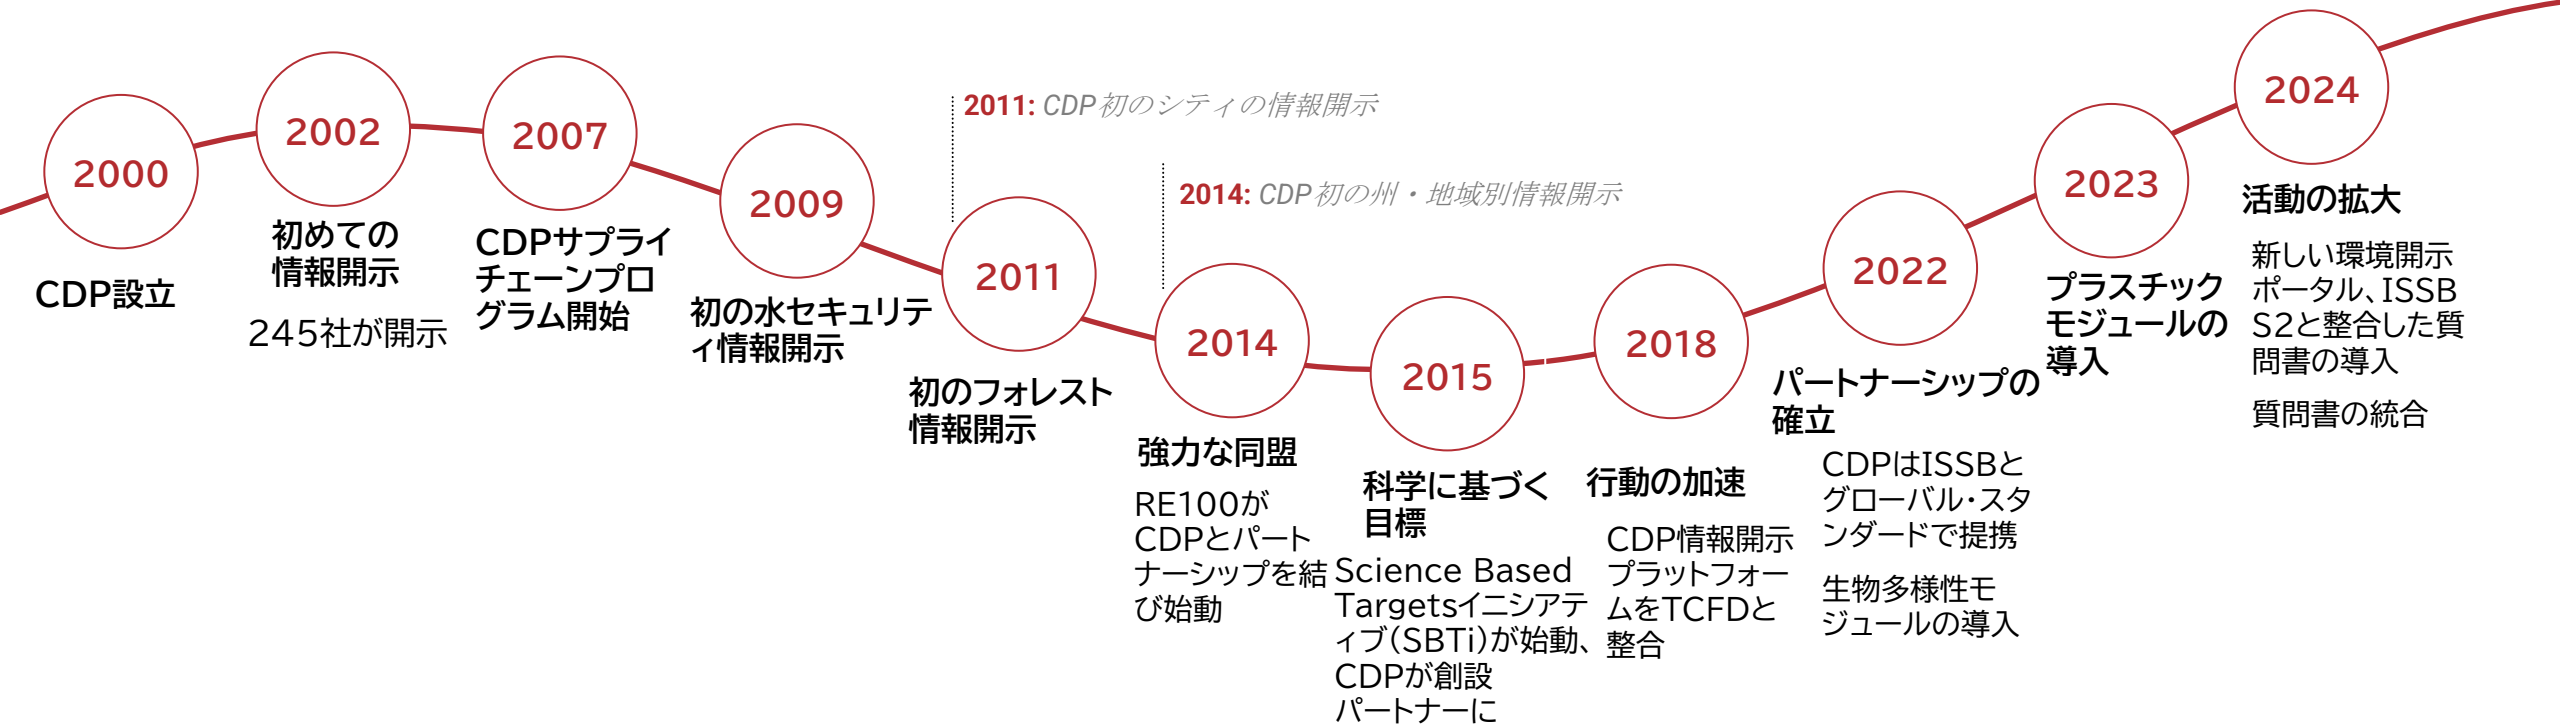 2000
CDP設立
2002
初めての
情報開示
245社が開示
2007
CDPサプライ
チェーンプロ
グラム開始
2009
初の水セキュリテ
ィ情報開示
2011: CDP初のシティの情報開示
2011
初のフォレスト
情報開示
2014: CDP初の州・地域別情報開示
2014
強力な同盟
RE100が
CDPとパート
ナーシップを結
び始動
2015
科学に基づく
目標
Science Based
Targetsイニシアテ
ィブ(SBTi)が始動、
CDPが創設
パートナーに
2018
行動の加速
CDP情報開示
プラットフォー
ムをTCFDと
整合
2022
パートナーシップの
確立
CDPはISSBと
グローバル・スタ
ンダードで提携
生物多様性モ
ジュールの導入
2023
プラスチック
モジュールの
導入
2024
活動の拡大
新しい環境開示
ポータル、ISSB
S2と整合した質
問書の導入
質問書の統合